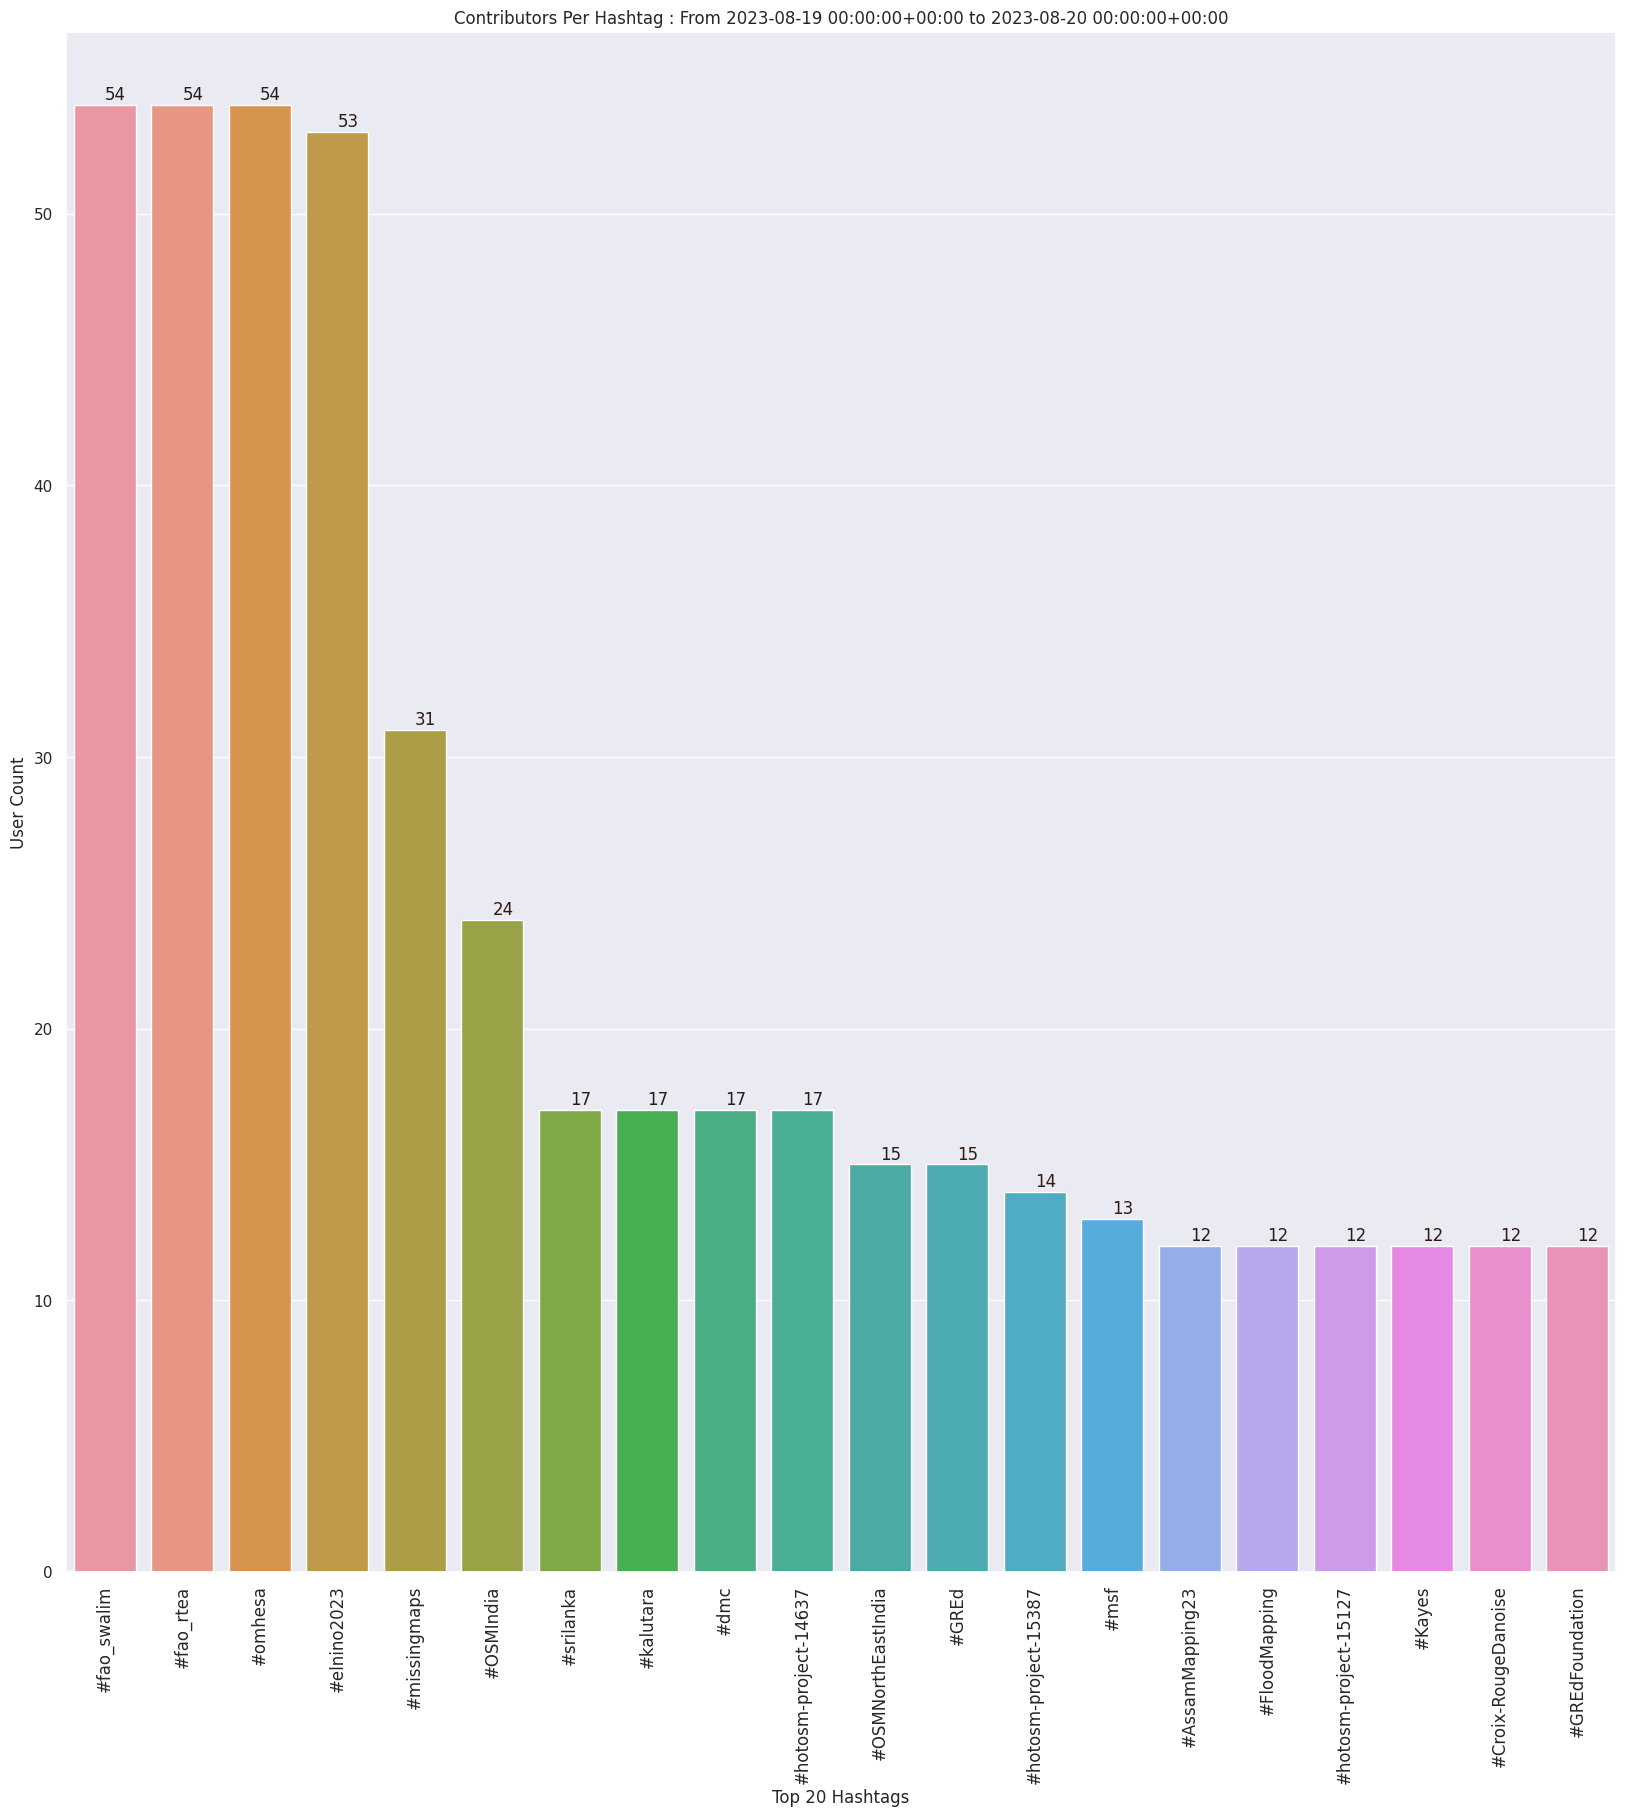 Contributors Per Hashtag : From 2023-08-19 00:00:00+00:00 to 2023-08-20 00:00:00+00:00
54
54
54
53
31
24
17
17
17
17
15
15
14
13
12
12
12
12
12
12
50
40
30
20
10
0
User Count
#fao_swalim
#fao_rtea
#omhesa
#elnino2023
#missingmaps
#OSMIndia
#srilanka
#kalutara
#dmc
#hotosm-project-14637
#OSMNorthEastIndia
#GREd
#hotosm-project-15387
#msf
#AssamMapping23
#FloodMapping
#hotosm-project-15127
#Kayes
#Croix-RougeDanoise
#GREdFoundation
Top 20 Hashtags